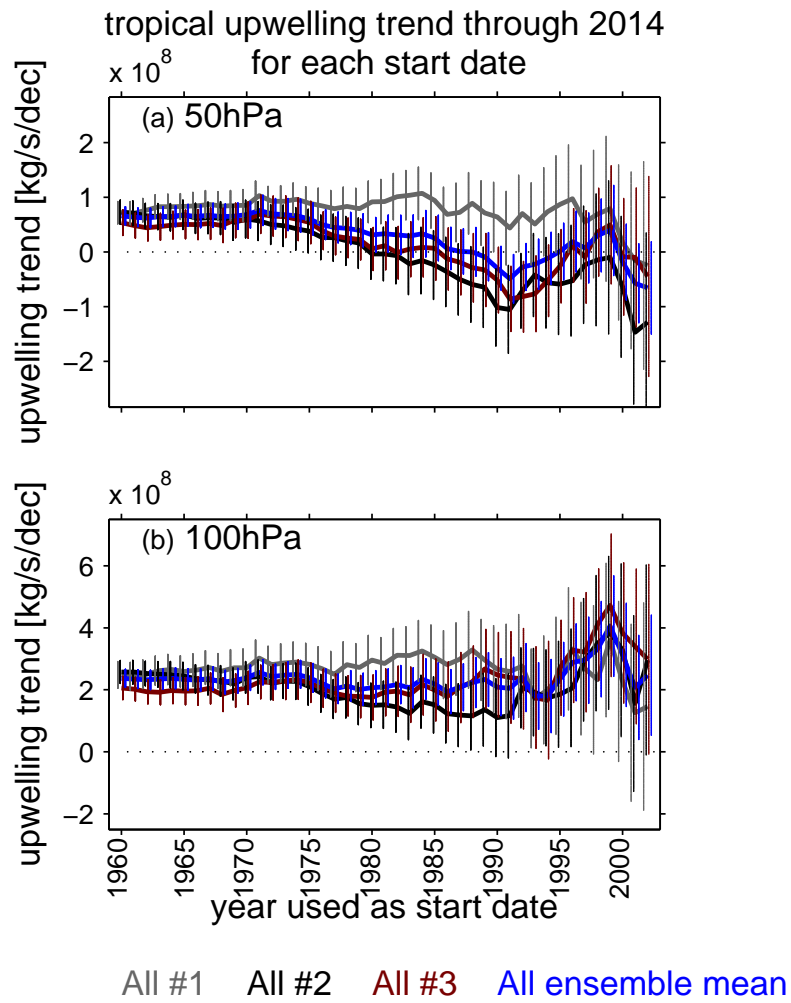 tropical upwelling trend through 2014
for each start date
x 10^8
(a) 50hPa
upwelling trend [kg/s/dec]
2
1
0
−1
−2
x 10^8
(b) 100hPa
upwelling trend [kg/s/dec]
6
4
2
0
−2
1960 1965 1970 1975 1980 1985 1990 1995 2000
year used as start date
All #1 All #2 All #3 All ensemble mean